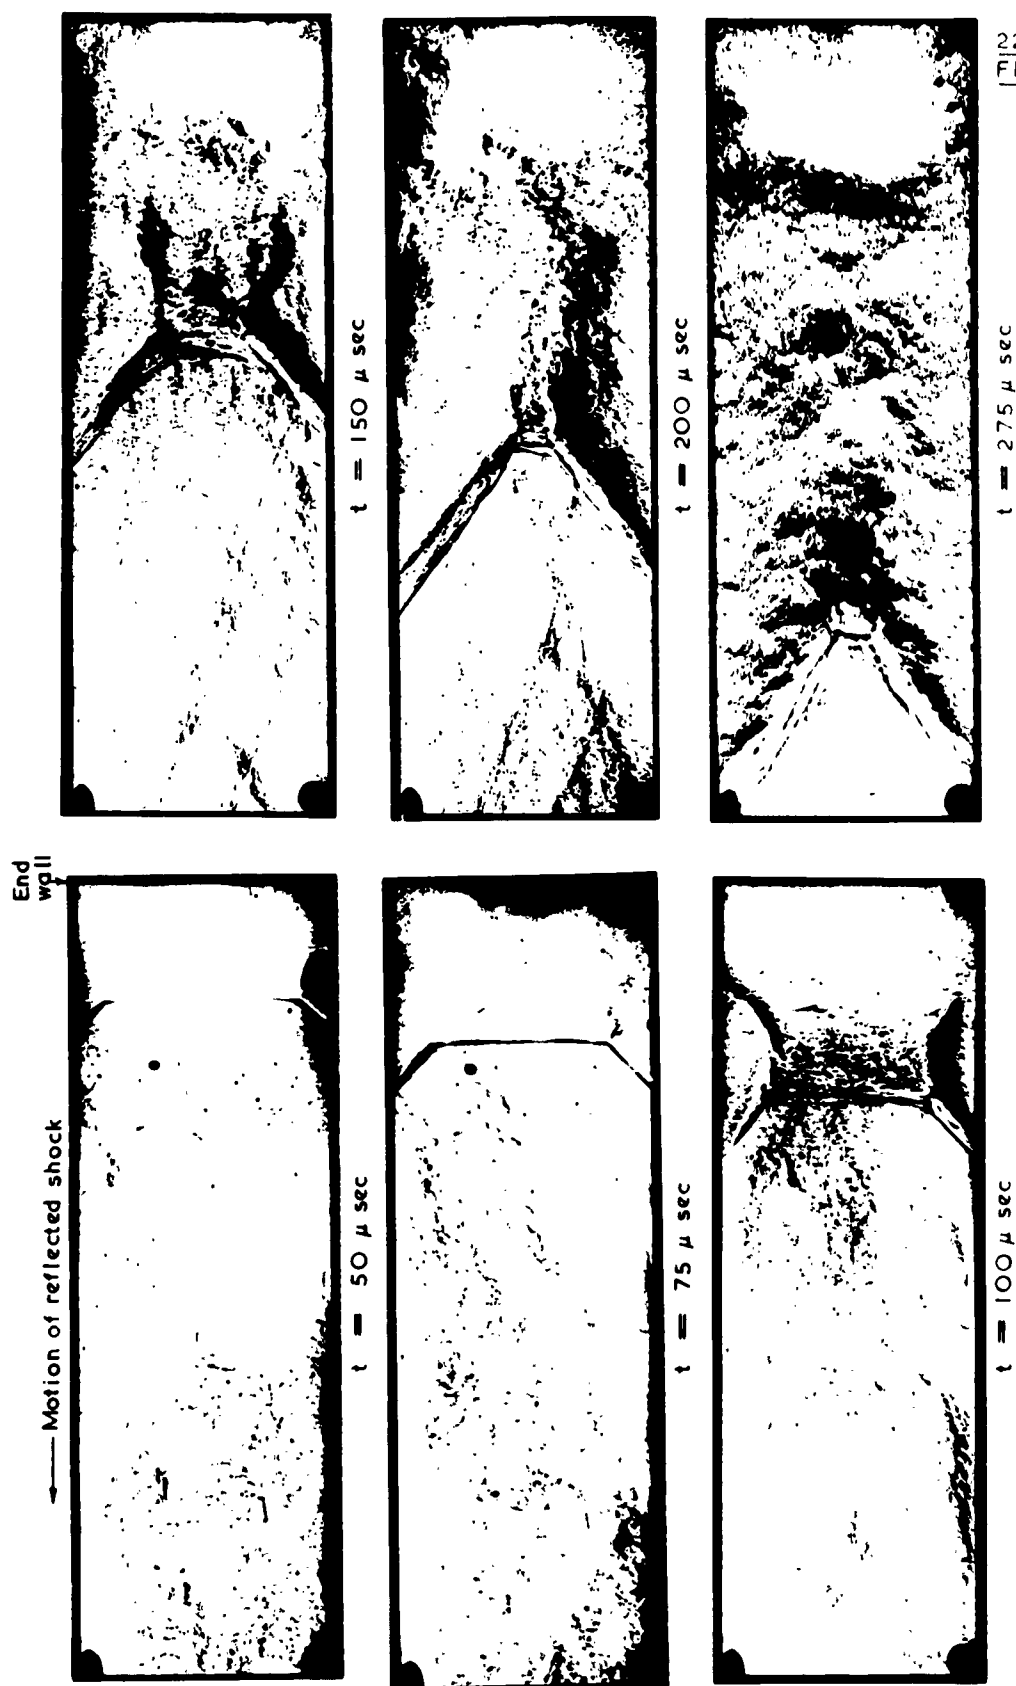 End
wall
Motion of reflected shock
t = 50 μ sec
t = 75 μ sec
t = 100 μ sec
t = 150 μ sec
t = 200 μ sec
t = 275 μ sec